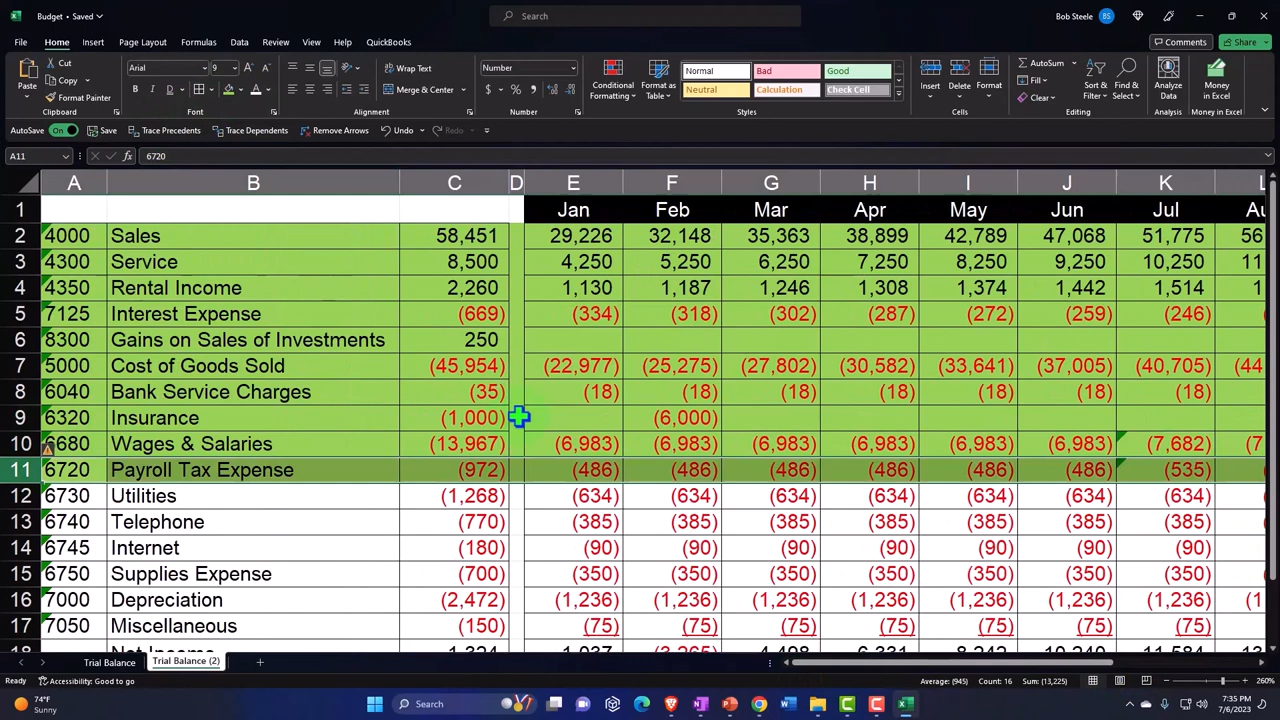 Budget • Saved
Search
Bob Steele BS
File Home Insert Page Layout Formulas Data Review View Help QuickBooks Comments Share
Paste Cut Copy Format Painter Clipboard
Arial 9 B I U Font
Wrap Text Merge & Center Alignment
Number $ % Number
Conditional Formatting Format as Table
Normal Bad Good
Neutral Calculation Check Cell
Styles
Insert Delete Format Cells
AutoSum Fill Clear Sort & Filter Find & Select Editing
Analyze Data Analysis
Money in Excel Money in Excel
AutoSave On Save Trace Precedents Trace Dependents Remove Arrows Undo Redo
A11 fx 6720
A B C D E F G H I J K L
1 Jan Feb Mar Apr May Jun Jul Au
2 4000 Sales 58,451 29,226 32,148 35,363 38,899 42,789 47,068 51,775 56
3 4300 Service 8,500 4,250 5,250 6,250 7,250 8,250 9,250 10,250 11
4 4350 Rental Income 2,260 1,130 1,187 1,246 1,308 1,374 1,442 1,514 1
5 7125 Interest Expense (669) (334) (318) (302) (287) (272) (259) (246)
6 8300 Gains on Sales of Investments 250
7 5000 Cost of Goods Sold (45,954) (22,977) (25,275) (27,802) (30,582) (33,641) (37,005) (40,705) (44
8 6040 Bank Service Charges (35) (18) (18) (18) (18) (18) (18) (18)
9 6320 Insurance (1,000) (6,000)
10 6680 Wages & Salaries (13,967) (6,983) (6,983) (6,983) (6,983) (6,983) (6,983) (7,682) (7
11 6720 Payroll Tax Expense (972) (486) (486) (486) (486) (486) (486) (535)
12 6730 Utilities (1,268) (634) (634) (634) (634) (634) (634) (634)
13 6740 Telephone (770) (385) (385) (385) (385) (385) (385) (385)
14 6745 Internet (180) (90) (90) (90) (90) (90) (90) (90)
15 6750 Supplies Expense (700) (350) (350) (350) (350) (350) (350) (350)
16 7000 Depreciation (2,472) (1,236) (1,236) (1,236) (1,236) (1,236) (1,236) (1,236) (1
17 7050 Miscellaneous (150) (75) (75) (75) (75) (75) (75) (75)
18 Net Income
Trial Balance Trial Balance (2)
Ready Accessibility: Good to go Average: (945) Count: 16 Sum: (13,225) 260%
74°F Sunny Search 7:35 PM 7/6/2023